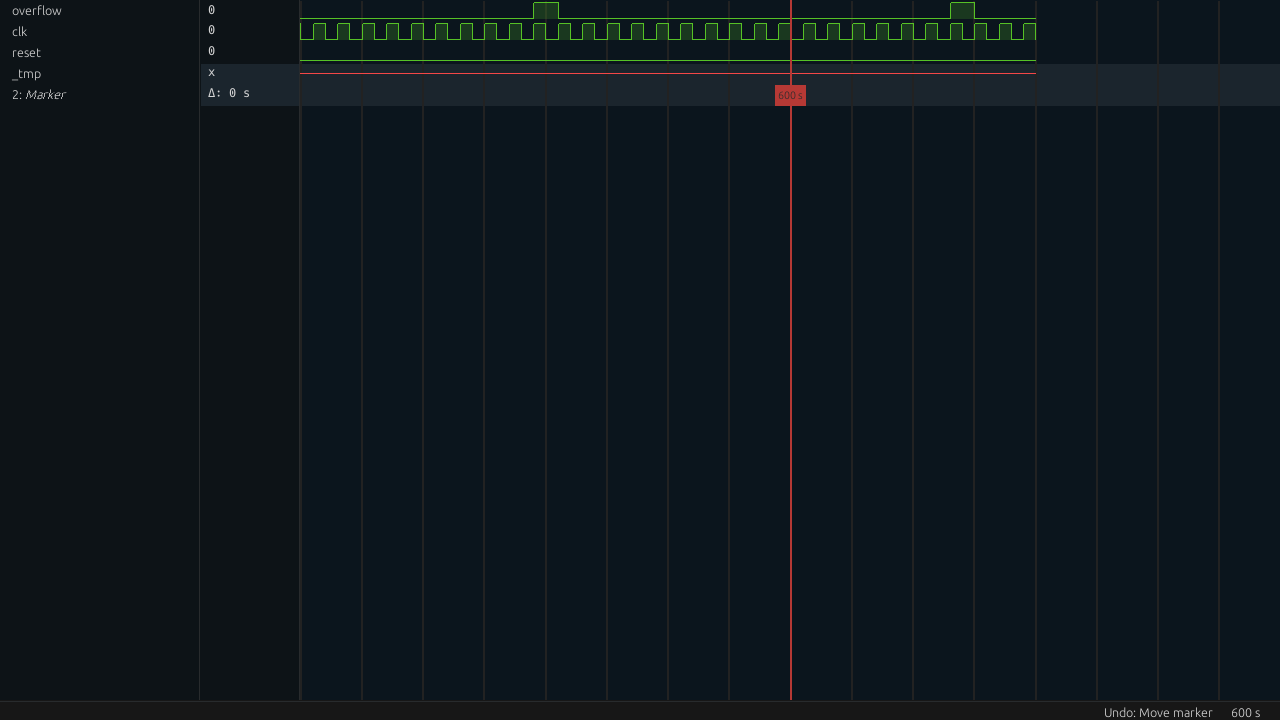 overflow 0
clk 0
reset 0
_tmp x
2: Marker Δ: 0 s 600 s
Undo: Move marker 600 s